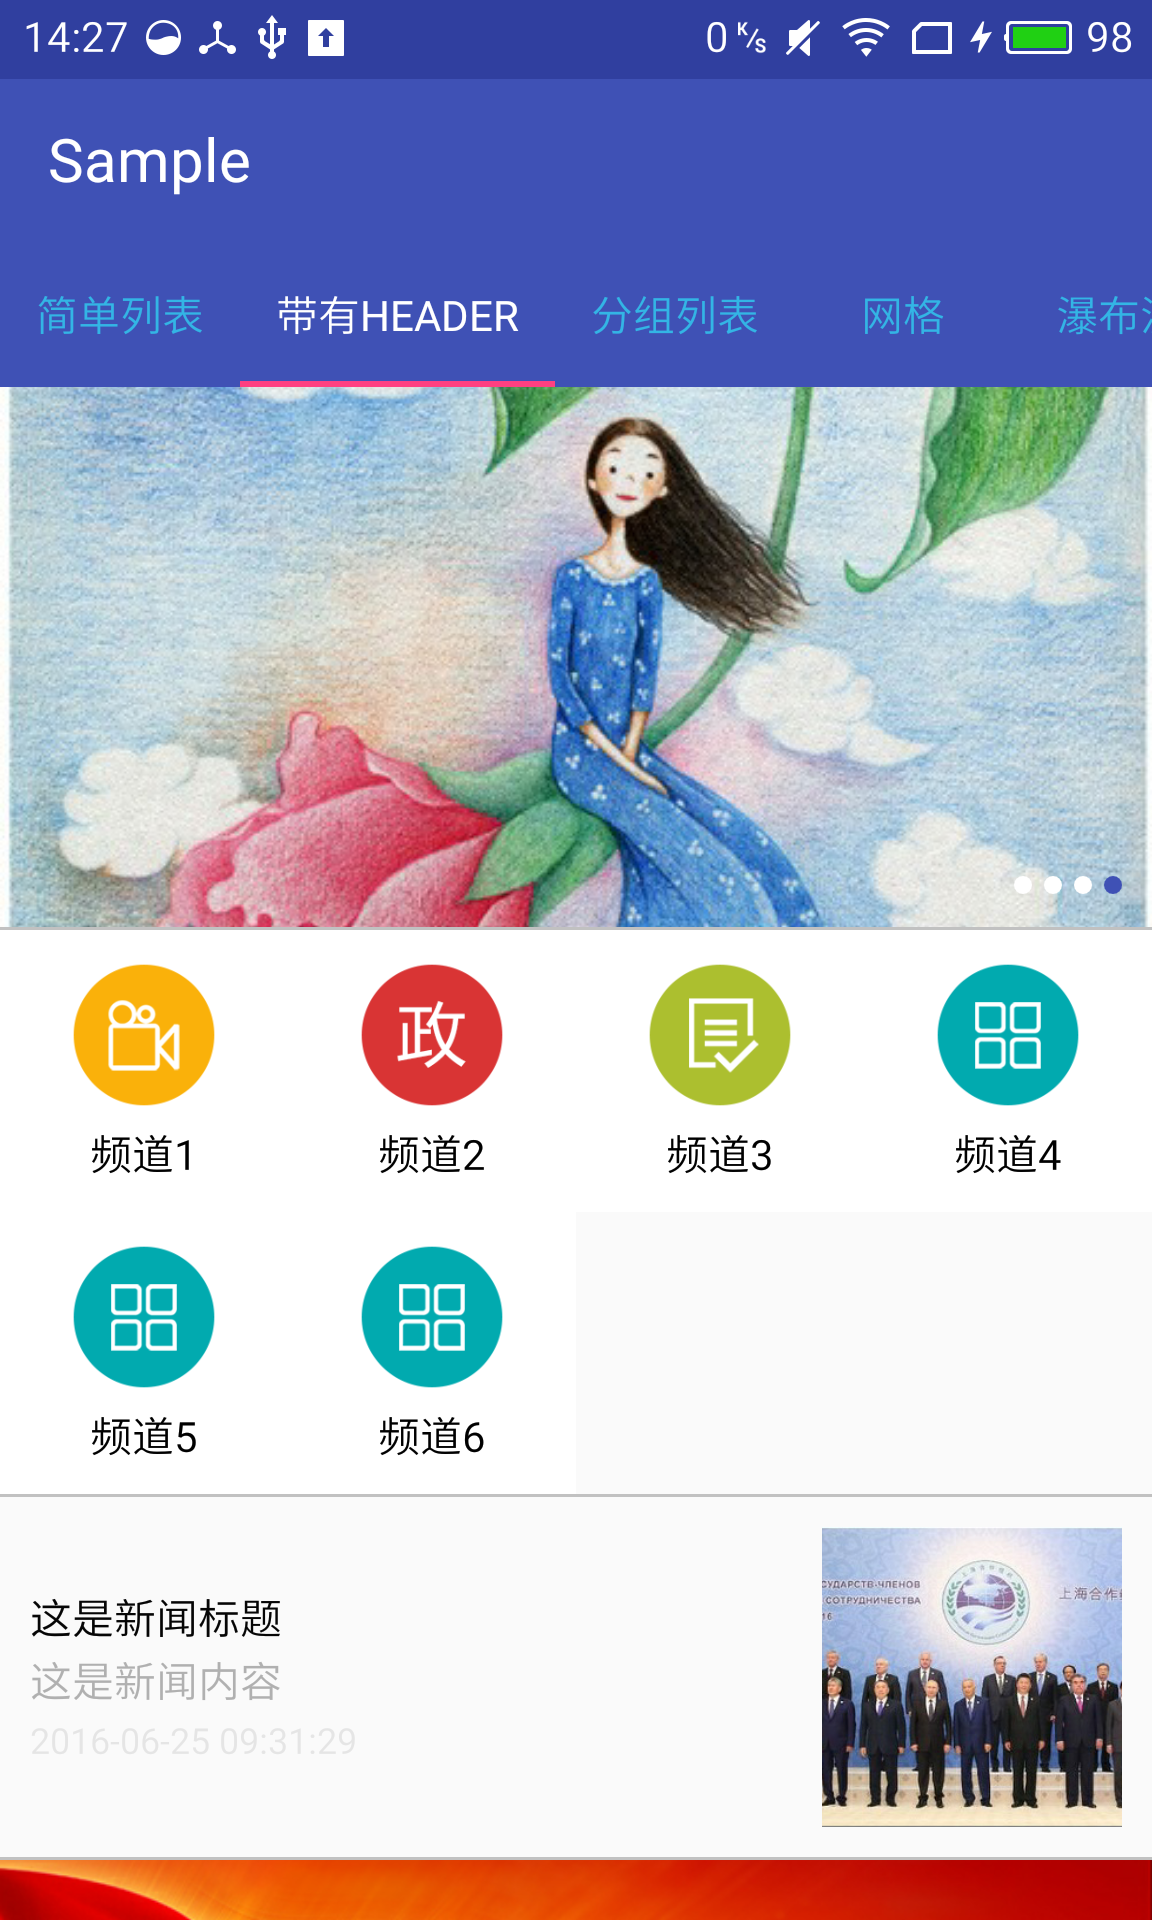 14:27
0 K/s
98
Sample
简单列表 带有HEADER 分组列表 网格 瀑布
政
频道1 频道2 频道3 频道4
频道5 频道6
这是新闻标题
这是新闻内容
2016-06-25 09:31:29
СУДАРСТВ-ЧЛЕНОВ
СОТРУДНИЧЕСТВА
16
上海合作